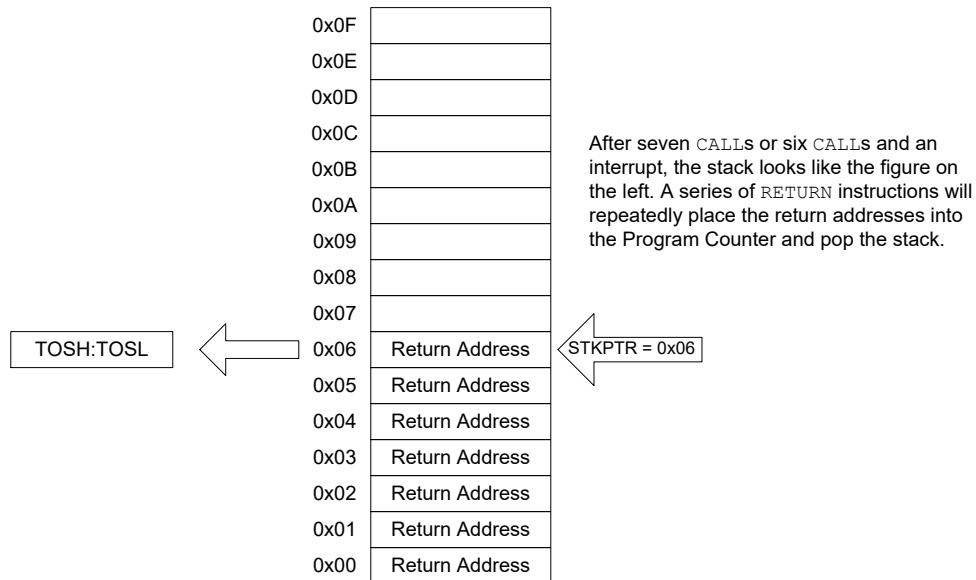 0x0F
0x0E
0x0D
0x0C
0x0B
0x0A
0x09
0x08
0x07
After seven CALLs or six CALLs and an
interrupt, the stack looks like the figure on
the left. A series of RETURN instructions will
repeatedly place the return addresses into
the Program Counter and pop the stack.
TOSH:TOSL
0x06 Return Address
STKPTR = 0x06
0x05 Return Address
0x04 Return Address
0x03 Return Address
0x02 Return Address
0x01 Return Address
0x00 Return Address